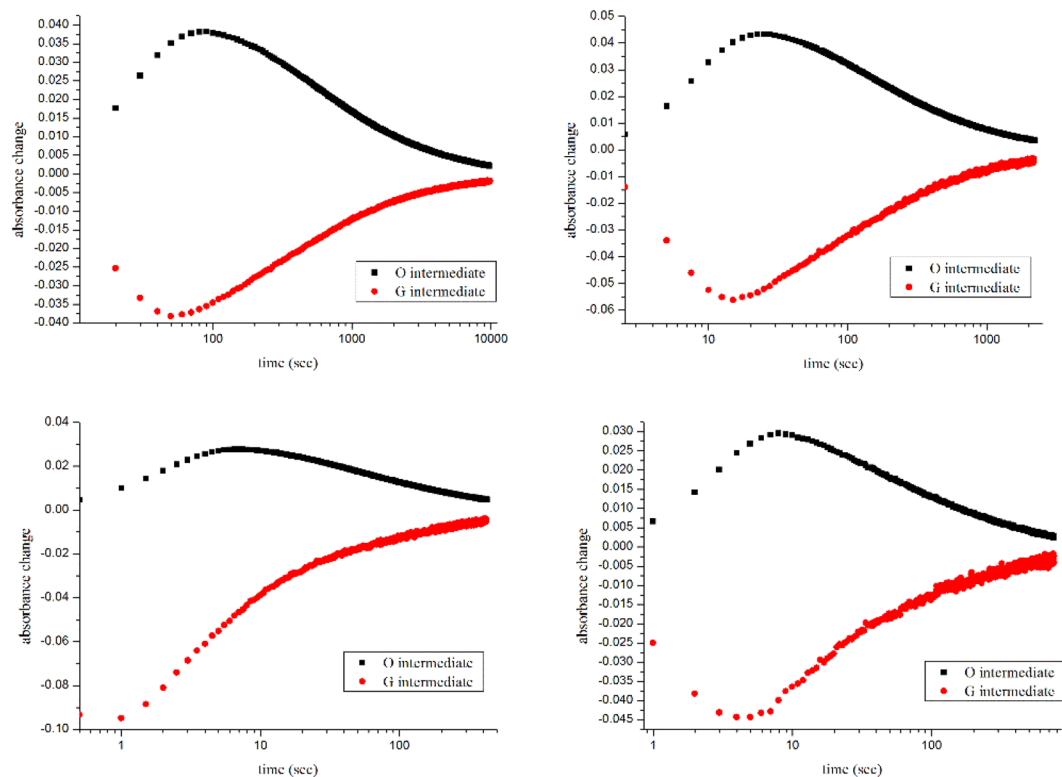 0.040
0.035
0.030
0.025
0.020
0.015
0.010
0.005
0.000
-0.005
-0.010
-0.015
-0.020
-0.025
-0.030
-0.035
-0.040
absorbance change
O intermediate
G intermediate
100 1000 10000
time (sec)
0.05
0.04
0.03
0.02
0.01
0.00
-0.01
-0.02
-0.03
-0.04
-0.05
-0.06
absorbance change
O intermediate
G intermediate
10 100 1000
time (sec)
0.04
0.02
0.00
-0.02
-0.04
-0.06
-0.08
-0.10
absorbance change
O intermediate
G intermediate
1 10 100
time (sec)
0.030
0.025
0.020
0.015
0.010
0.005
0.000
-0.005
-0.010
-0.015
-0.020
-0.025
-0.030
-0.035
-0.040
-0.045
absorbance change
O intermediate
G intermediate
1 10 100
time (sec)